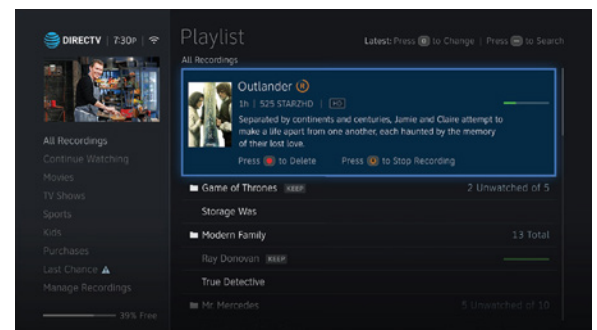 DIRECTV | 7:30P
Playlist
Latest: Press to Change | Press to Search
All Recordings
Outlander
1h | 525 STARZHD | HD
Separated by continents and centuries, Jamie and Claire attempt to
make a life apart from one another, each haunted by the memory
of their lost love.
Press to Delete Press to Stop Recording
All Recordings
Continue Watching
Movies
TV Shows
Sports
Kids
Purchases
Last Chance
Manage Recordings
39% Free
Game of Thrones KEEP 2 Unwatched of 5
Storage Was
Modern Family 13 Total
Ray Donovan KEEP
True Detective
Mr. Mercedes 5 Unwatched of 10